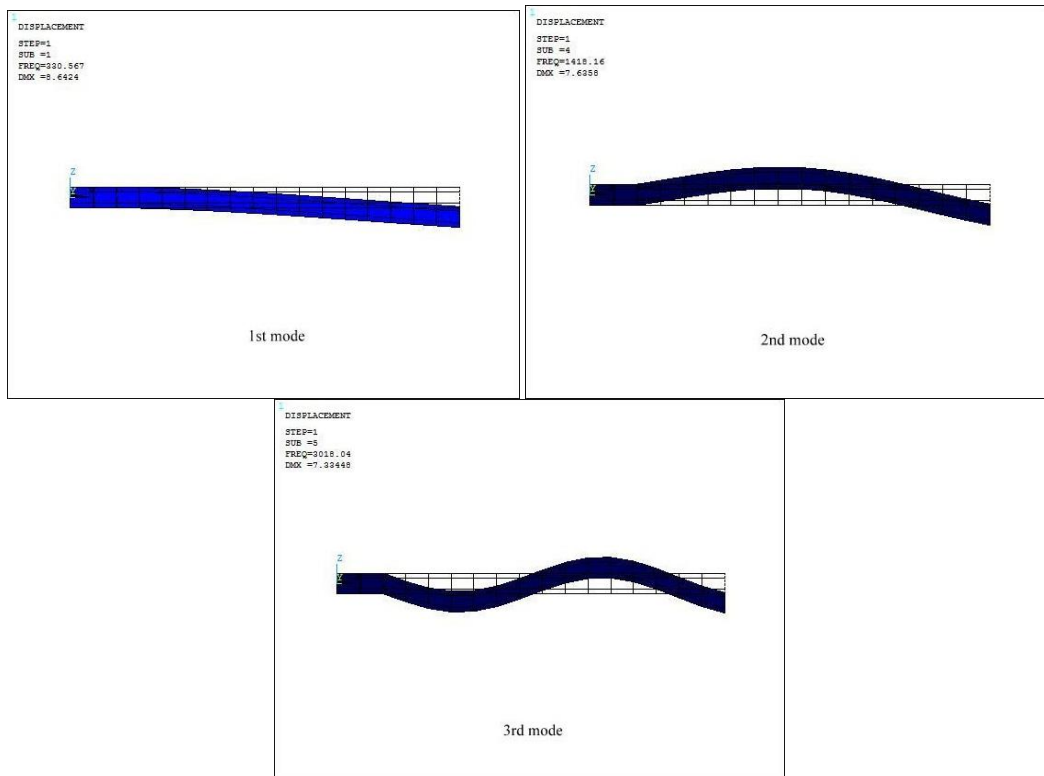 1
DISPLACEMENT
STEP=1
SUB =1
FREQ=330.567
DMX =8.6424
Z
Y
1st mode
1
DISPLACEMENT
STEP=1
SUB =4
FREQ=1418.16
DMX =7.6358
Z
Y
2nd mode
1
DISPLACEMENT
STEP=1
SUB =5
FREQ=3018.04
DMX =7.33448
Z
Y
3rd mode